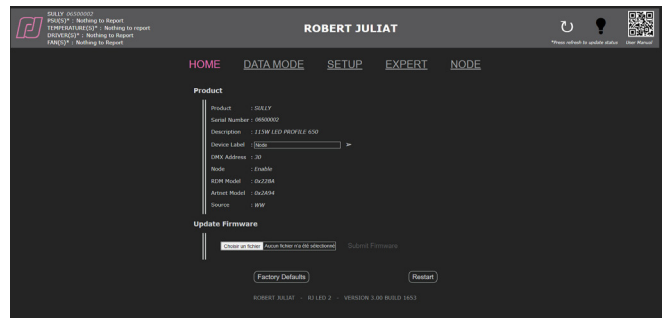 SULLY 06500002
PSU(S)* : Nothing to Report
TEMPERATURE(S)* : Nothing to report
DRIVER(S)* : Nothing to Report
FAN(S)* : Nothing to Report
ROBERT JULIAT
*Press refresh to update status
User Manual
HOME DATA MODE SETUP EXPERT NODE
Product
Product : SULLY
Serial Number : 06500002
Description : 115W LED PROFILE 650
Device Label : Node ➢
DMX Address : 30
Node : Enable
RDM Model : 0x228A
Artnet Model : 0x2A94
Source : WW
Update Firmware
Choisir un fichier Aucun fichier n'a été sélectionné Submit Firmware
Factory Defaults Restart
ROBERT JULIAT - RJ LED 2 - VERSION 3.00 BUILD 1653